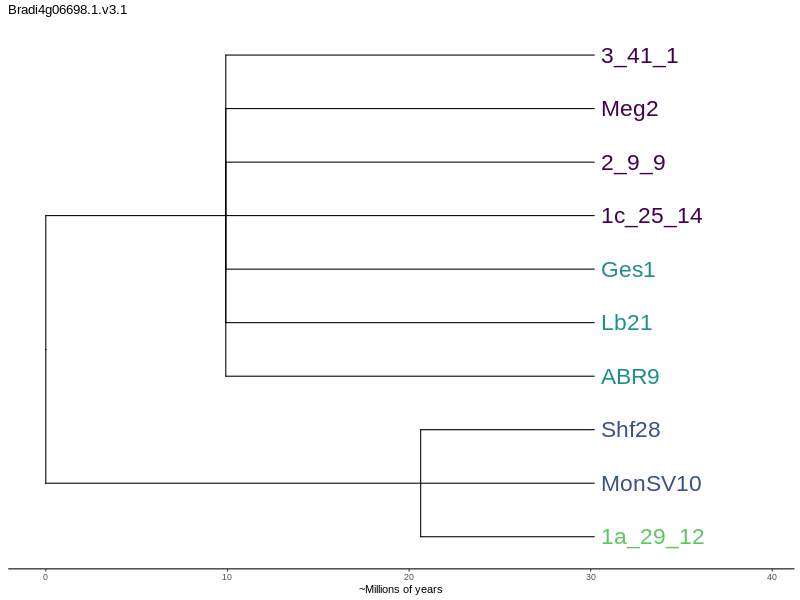 Bradi4g06698.1.v3.1
3_41_1
Meg2
2_9_9
1c_25_14
Ges1
Lb21
ABR9
Shf28
MonSV10
1a_29_12
0 10 20 30 40
~Millions of years